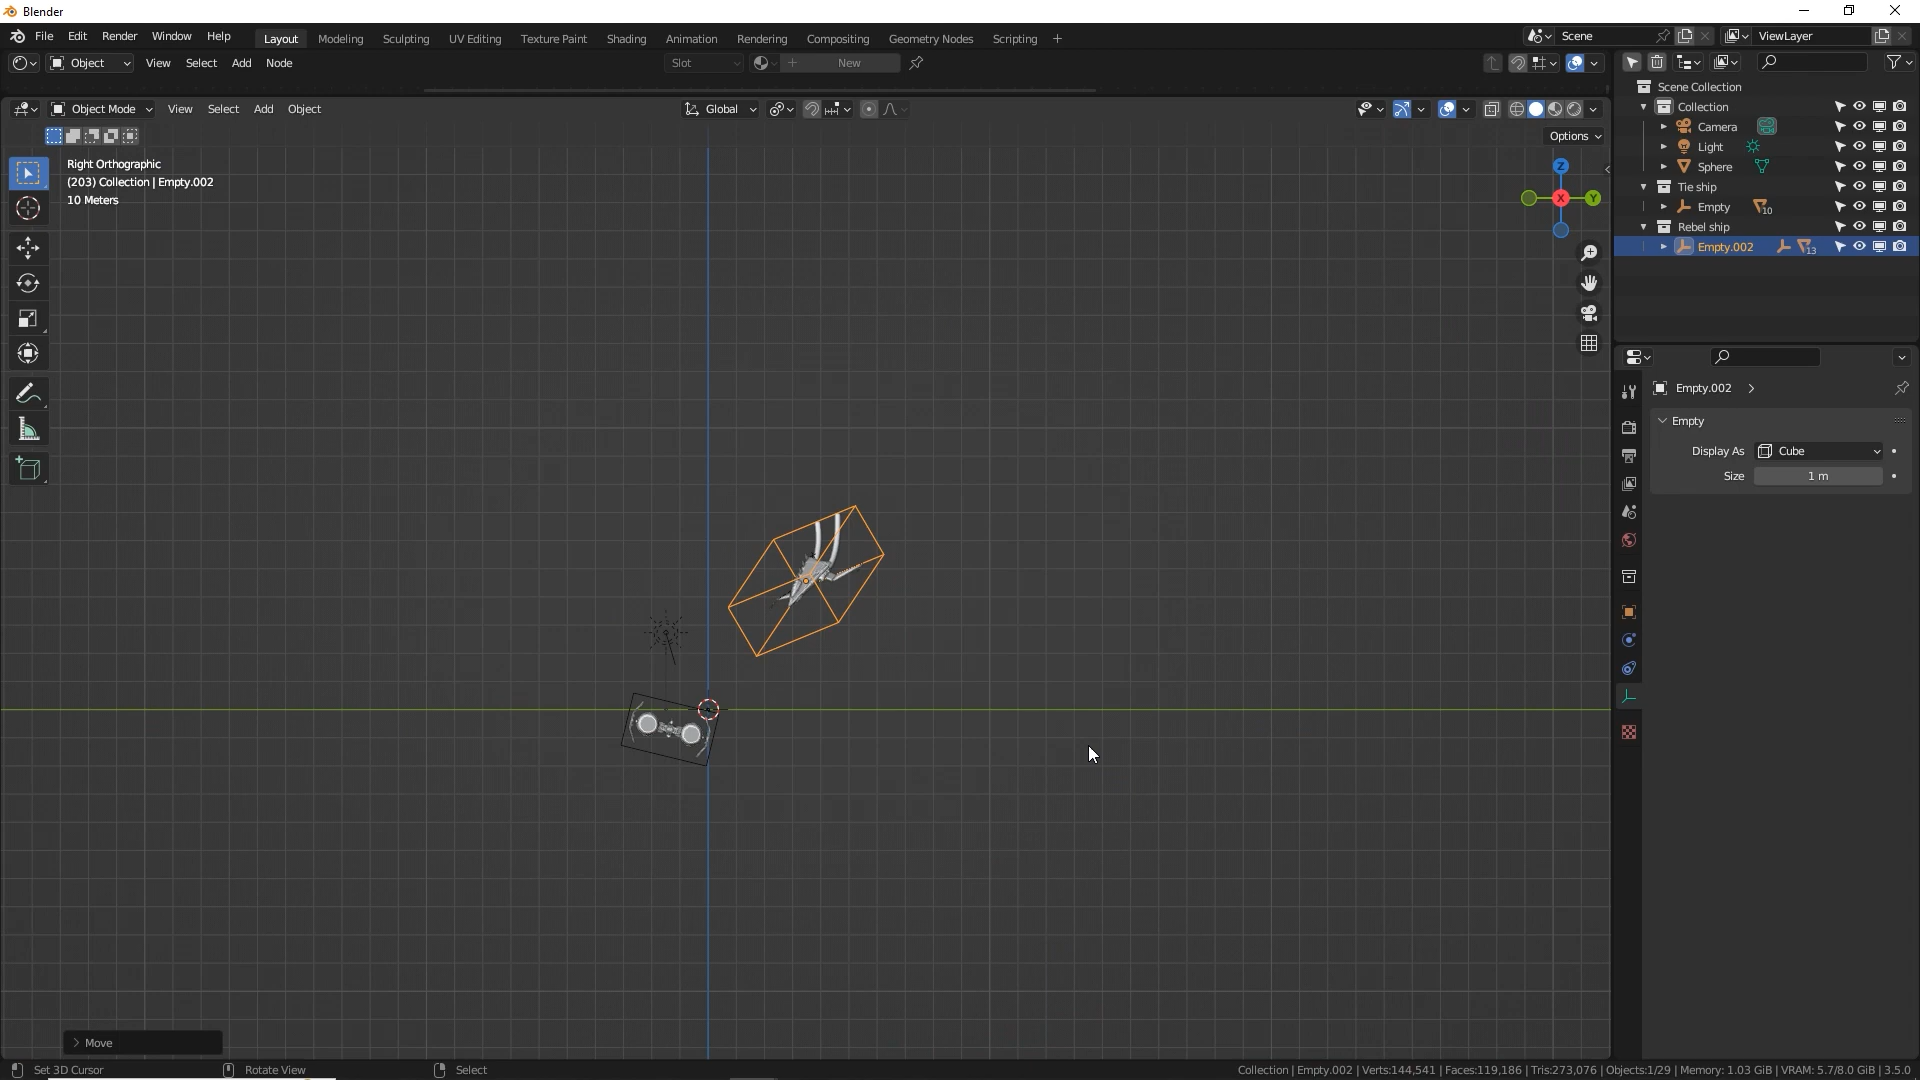 Blender
File Edit Render Window Help Layout Modeling Sculpting UV Editing Texture Paint Shading Animation Rendering Compositing Geometry Nodes Scripting + Scene ViewLayer
Object View Select Add Node Slot New
Object Mode View Select Add Object Global
Options
Right Orthographic
(203) Collection | Empty.002
10 Meters
Z
X Y
Scene Collection
Collection
Camera
Light
Sphere
Tie ship
Empty 10
Rebel ship
Empty.002 13
Empty.002
Empty
Display As Cube
Size 1 m
Move
Set 3D Cursor Rotate View Select Collection | Empty.002 | Verts:144,541 | Faces:119,186 | Tris:273,076 | Objects:1/29 | Memory: 1.03 GiB | VRAM: 5.7/8.0 GiB | 3.5.0